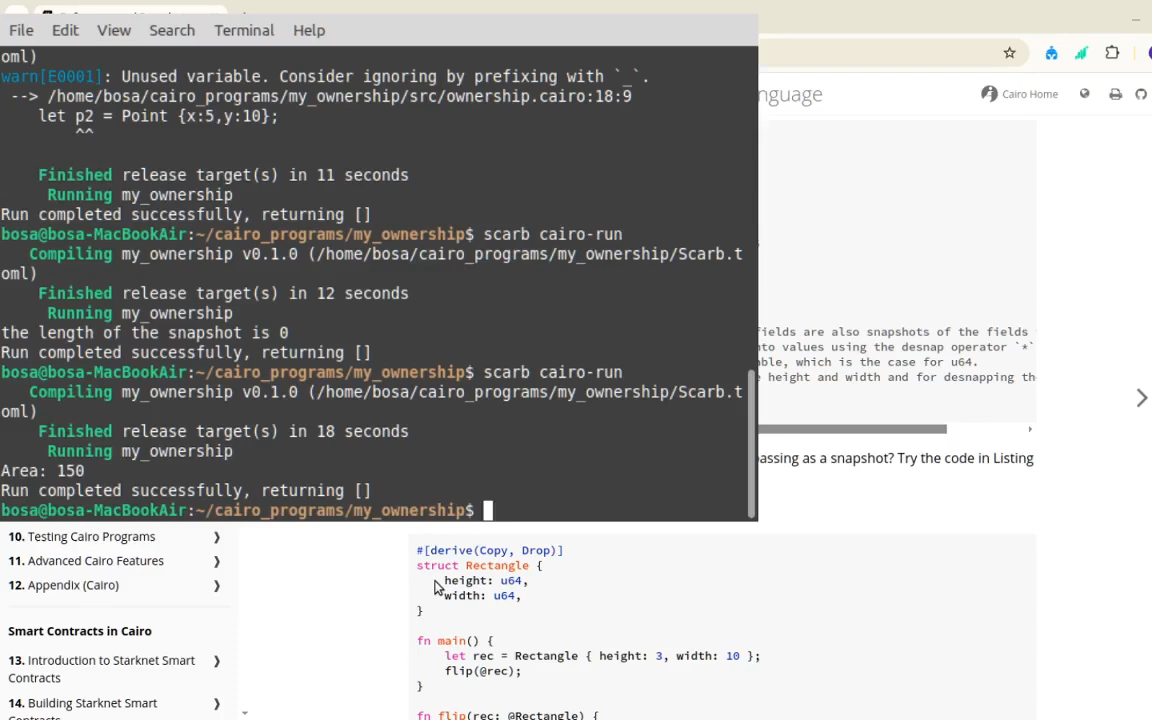 File Edit View Search Terminal Help
oml)
warn[E0001]: Unused variable. Consider ignoring by prefixing with `_`.
--> /home/bosa/cairo_programs/my_ownership/src/ownership.cairo:18:9
let p2 = Point {x:5,y:10};
^^
Finished release target(s) in 11 seconds
Running my_ownership
Run completed successfully, returning []
bosa@bosa-MacBookAir:~/cairo_programs/my_ownership$ scarb cairo-run
Compiling my_ownership v0.1.0 (/home/bosa/cairo_programs/my_ownership/Scarb.t
oml)
Finished release target(s) in 12 seconds
Running my_ownership
the length of the snapshot is 0
Run completed successfully, returning []
bosa@bosa-MacBookAir:~/cairo_programs/my_ownership$ scarb cairo-run
Compiling my_ownership v0.1.0 (/home/bosa/cairo_programs/my_ownership/Scarb.t
oml)
Finished release target(s) in 18 seconds
Running my_ownership
Area: 150
Run completed successfully, returning []
bosa@bosa-MacBookAir:~/cairo_programs/my_ownership$
nguage
Cairo Home
fields are also snapshots of the fields
nto values using the desnap operator `*`
able, which is the case for u64.
e height and width and for desnapping the
passing as a snapshot? Try the code in Listing
10. Testing Cairo Programs
11. Advanced Cairo Features
12. Appendix (Cairo)
Smart Contracts in Cairo
13. Introduction to Starknet Smart
Contracts
14. Building Starknet Smart
#[derive(Copy, Drop)]
struct Rectangle {
height: u64,
width: u64,
}
fn main() {
let rec = Rectangle { height: 3, width: 10 };
flip(@rec);
}
fn flip(rec: @Rectangle) {